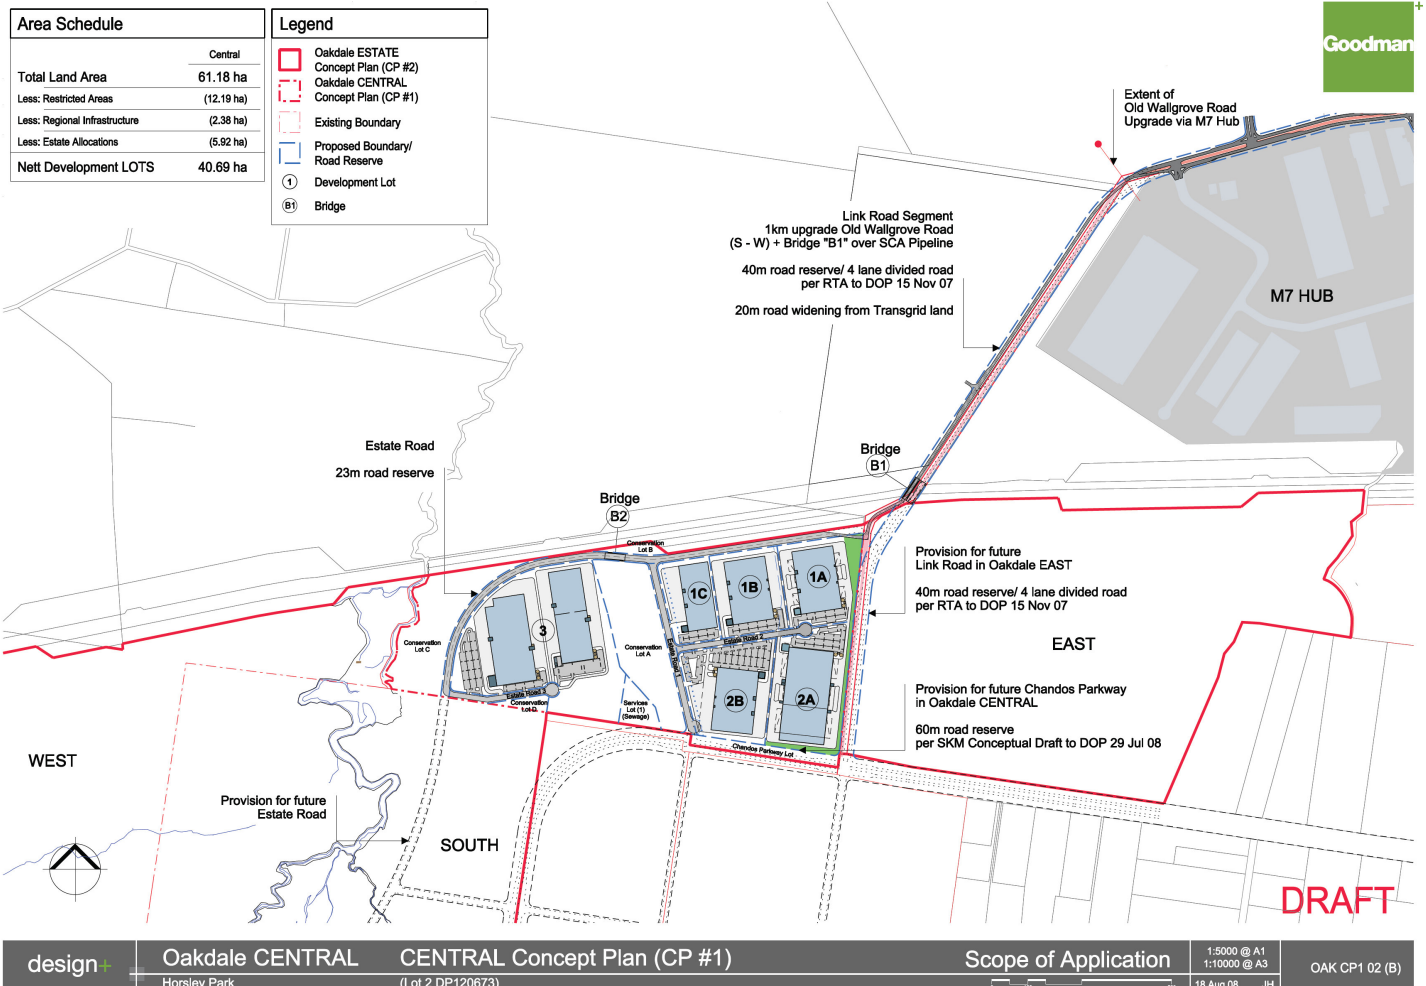 Area Schedule
Central
Total Land Area 61.18 ha
Less: Restricted Areas (12.19 ha)
Less: Regional Infrastructure (2.38 ha)
Less: Estate Allocations (5.92 ha)
Nett Development LOTS 40.69 ha
Legend
Oakdale ESTATE
Concept Plan (CP #2)
Oakdale CENTRAL
Concept Plan (CP #1)
Existing Boundary
Proposed Boundary/
Road Reserve
1 Development Lot
B1 Bridge
Goodman
Extent of
Old Wallgrove Road
Upgrade via M7 Hub
Link Road Segment
1km upgrade Old Wallgrove Road
(S - W) + Bridge "B1" over SCA Pipeline
40m road reserve/ 4 lane divided road
per RTA to DOP 15 Nov 07
20m road widening from Transgrid land
M7 HUB
Estate Road
23m road reserve
Bridge
B1
Bridge
B2
Conservation
Lot B
1A
1B
1C
Estate Road 2
Estate Road 1
3
Conservation
Lot C
Conservation
Lot A
Estate Road 3
Conservation
Lot D
Services
Lot (1)
(Sewage)
2B
2A
Chandos Parkway Lot
Provision for future
Link Road in Oakdale EAST
40m road reserve/ 4 lane divided road
per RTA to DOP 15 Nov 07
EAST
Provision for future Chandos Parkway
in Oakdale CENTRAL
60m road reserve
per SKM Conceptual Draft to DOP 29 Jul 08
WEST
Provision for future
Estate Road
SOUTH
DRAFT
design+
Oakdale CENTRAL
Horsley Park
CENTRAL Concept Plan (CP #1)
(Lot 2 DP120673)
Scope of Application
1:5000 @ A1
1:10000 @ A3
18 Aug 08 JH
OAK CP1 02 (B)